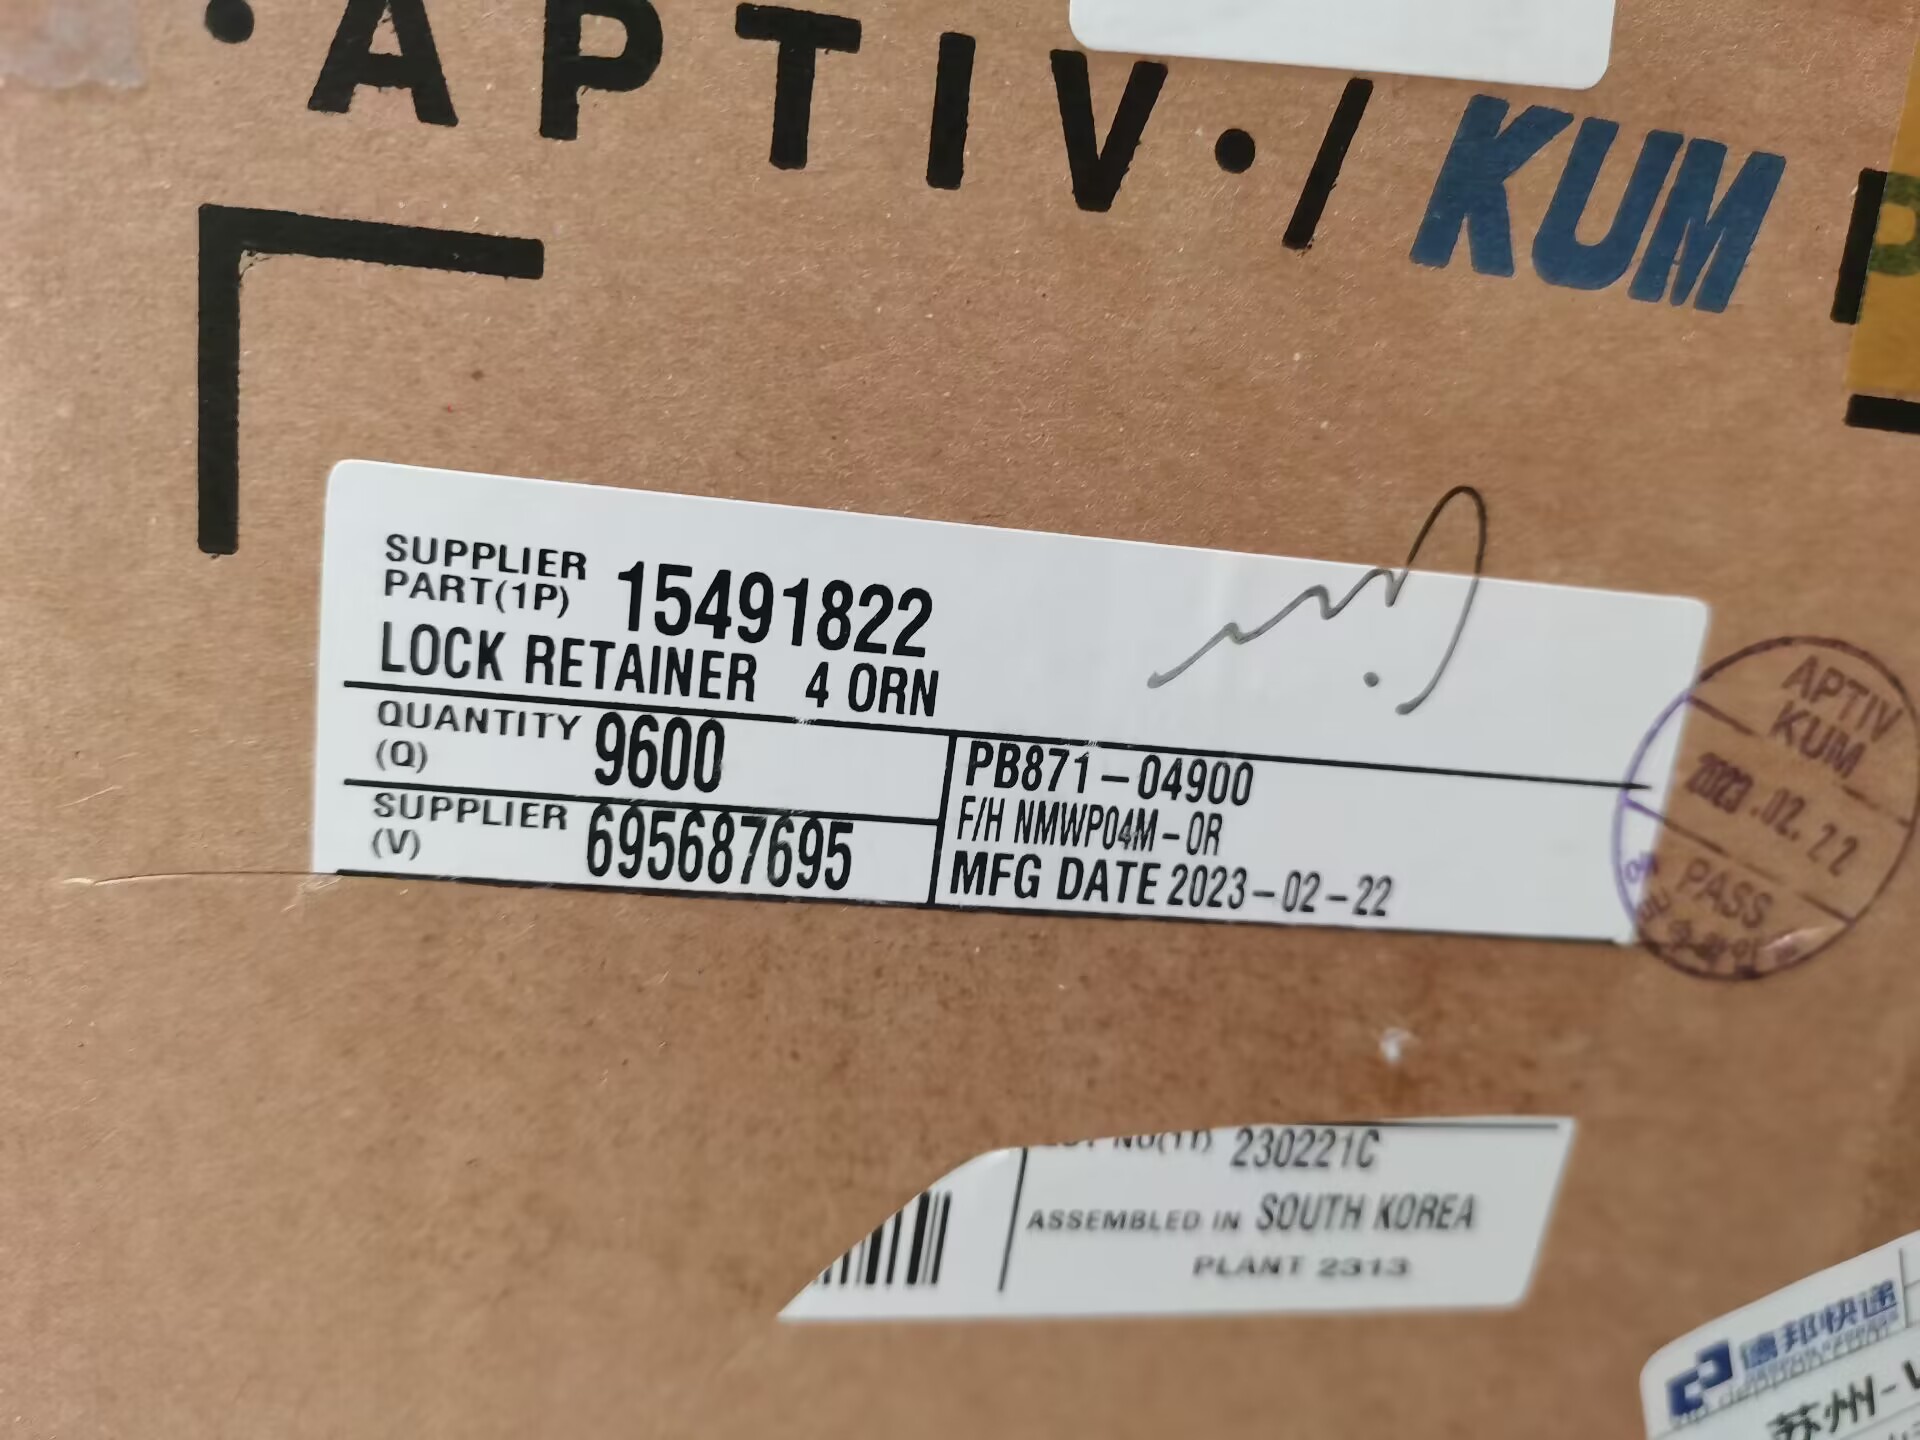 ·APTIV·/KUM
SUPPLIER PART(1P) 15491822
LOCK RETAINER 4 ORN
QUANTITY (Q) 9600
SUPPLIER (V) 695687695
PB871-04900
F/H NMWP04M-OR
MFG DATE 2023-02-22
APTIV
KUM
2023.02.22
PASS
230221C
ASSEMBLED IN SOUTH KOREA
PLANT 2313
德邦快递
苏州-